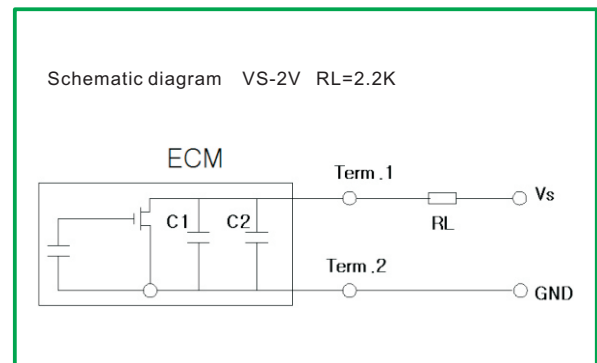 Schematic diagram VS-2V RL=2.2K
ECM
Term .1
Vs
C1 C2
RL
Term .2
GND